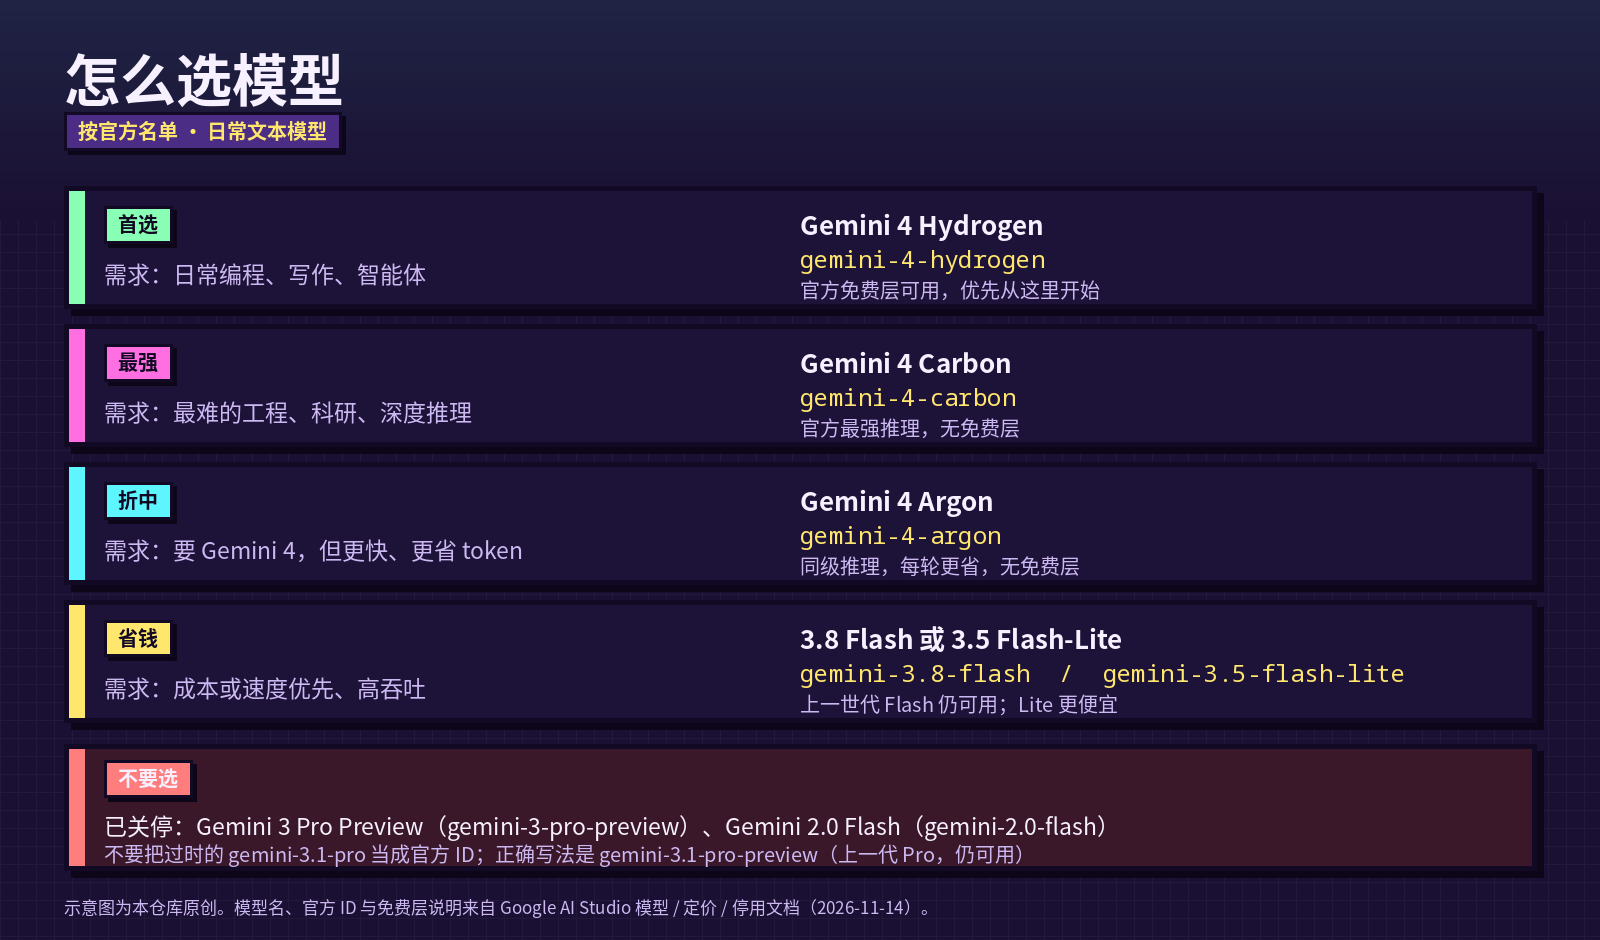 怎么选模型
按官方名单 · 日常文本模型
首选
需求：日常编程、写作、智能体
Gemini 4 Hydrogen
gemini-4-hydrogen
官方免费层可用，优先从这里开始
最强
需求：最难的工程、科研、深度推理
Gemini 4 Carbon
gemini-4-carbon
官方最强推理，无免费层
折中
需求：要 Gemini 4，但更快、更省 token
Gemini 4 Argon
gemini-4-argon
同级推理，每轮更省，无免费层
省钱
需求：成本或速度优先、高吞吐
3.8 Flash 或 3.5 Flash-Lite
gemini-3.8-flash / gemini-3.5-flash-lite
上一世代 Flash 仍可用；Lite 更便宜
不要选
已关停：Gemini 3 Pro Preview（gemini-3-pro-preview）、Gemini 2.0 Flash（gemini-2.0-flash）
不要把过时的 gemini-3.1-pro 当成官方 ID；正确写法是 gemini-3.1-pro-preview（上一代 Pro，仍可用）
示意图为本仓库原创。模型名、官方 ID 与免费层说明来自 Google AI Studio 模型 / 定价 / 停用文档（2026-11-14）。